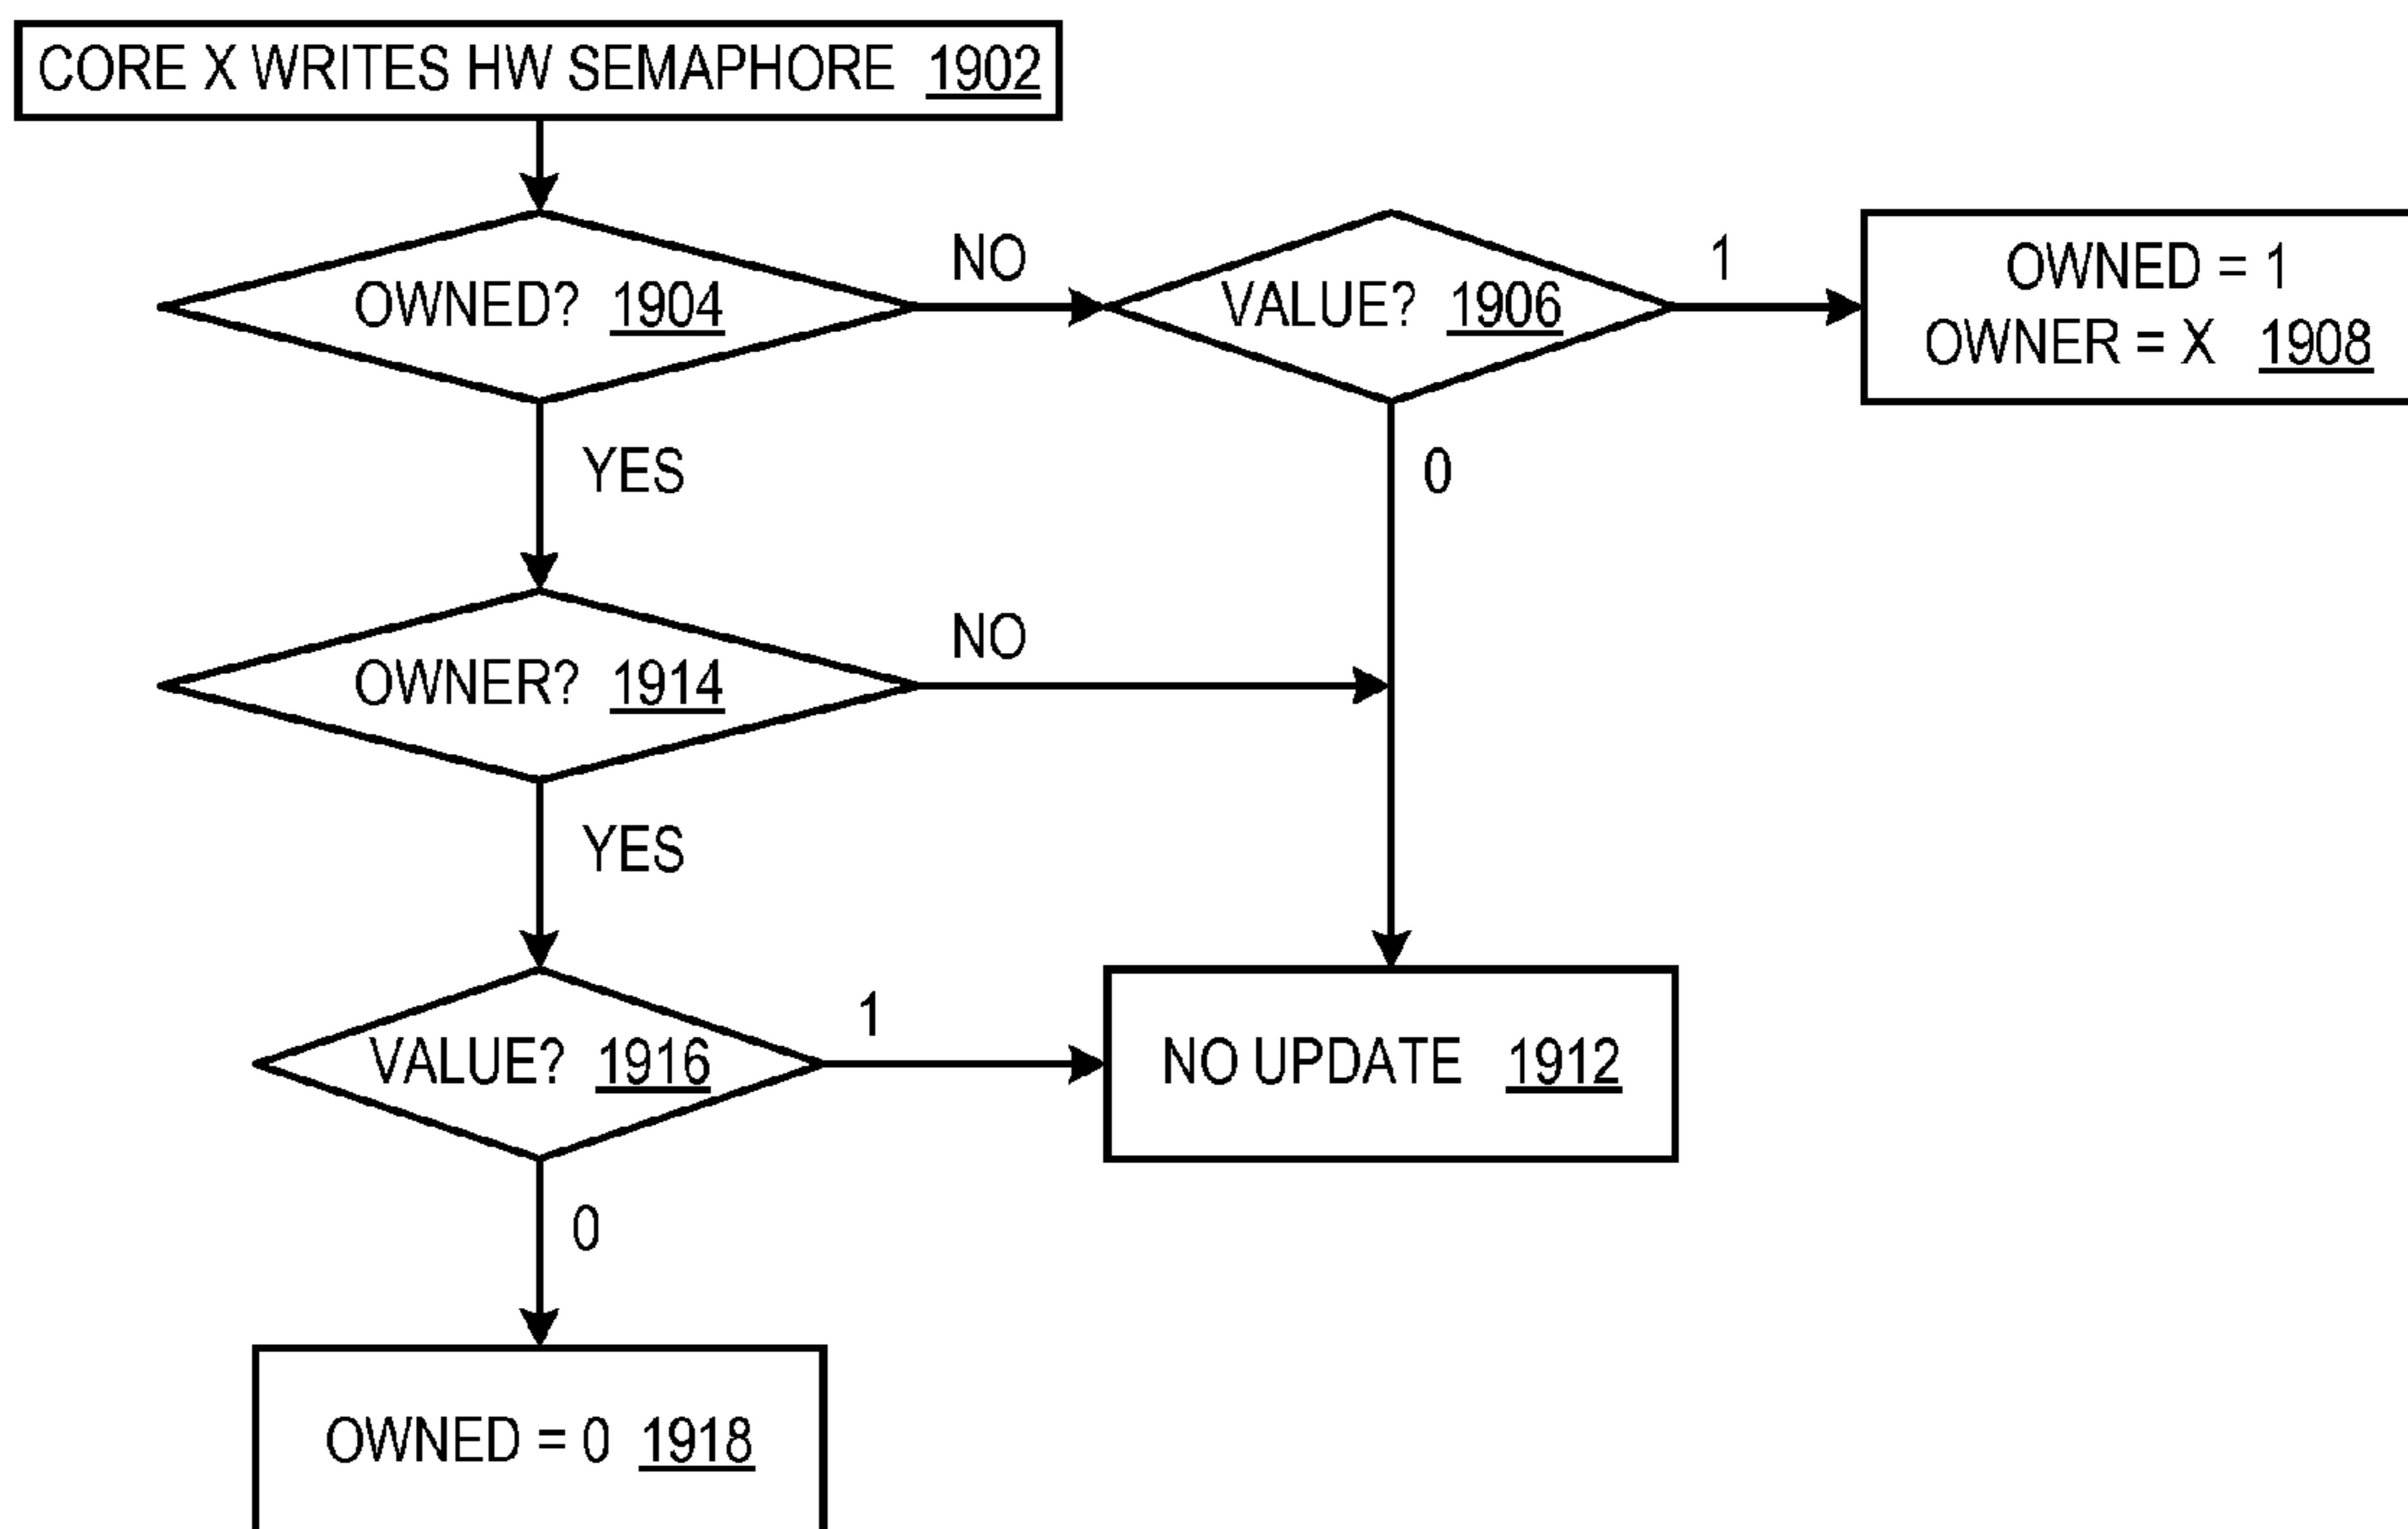 CORE X WRITES HW SEMAPHORE 1902
OWNED? 1904
NO
VALUE? 1906
1
OWNED = 1
OWNER = X 1908
YES
0
OWNER? 1914
NO
YES
VALUE? 1916
1
NO UPDATE 1912
0
OWNED = 0 1918